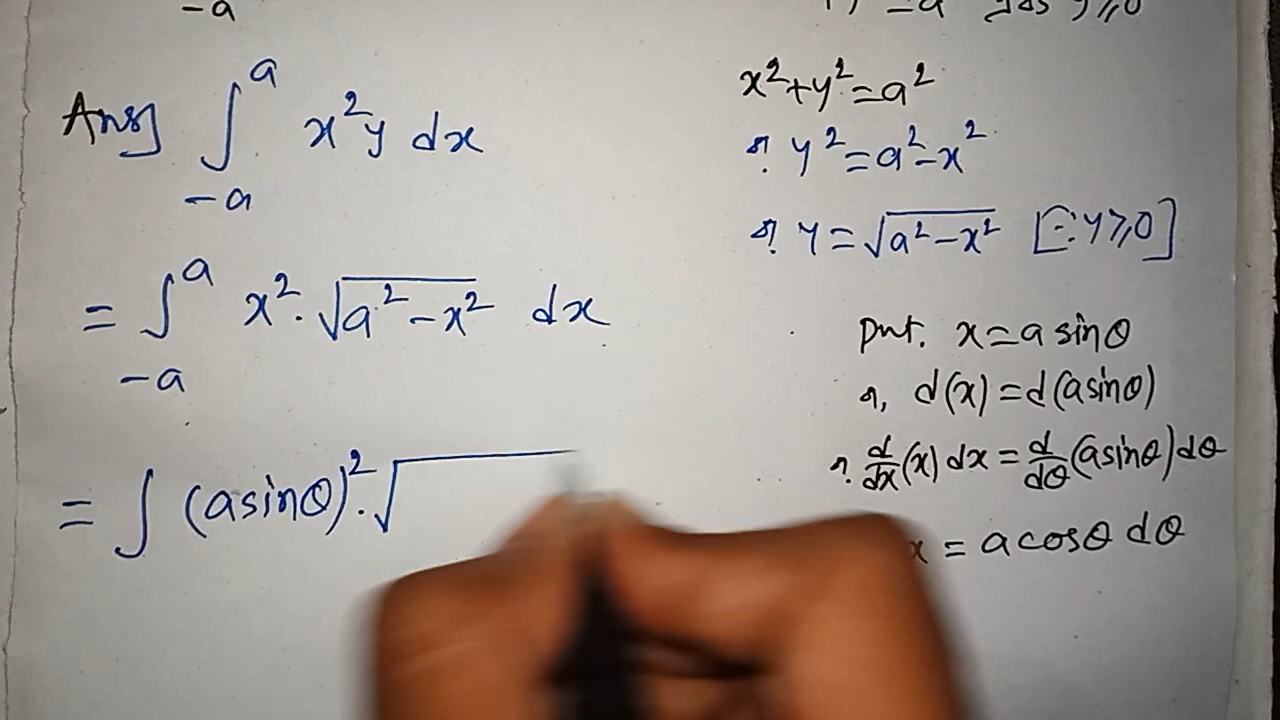 -a
Ans] ∫_{-a}^{a} x²y dx
= ∫_{-a}^{a} x²·√(a²-x²) dx
= ∫ (a sinθ)²·√
x²+y²=a²
y²=a²-x²
y=√(a²-x²) [∵y≥0]
put. x=a sinθ
d(x)=d(a sinθ)
d/dx(x) dx = d/dθ(a sinθ)dθ
x = a cosθ dθ